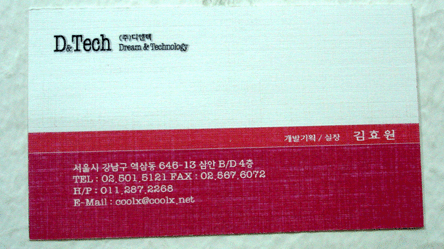 D&Tech (주)디앤텍
Dream & Technology
개발기획 / 실장 김효원
서울시 강남구 역삼동 646-13 삼안 B/D 4층
TEL : 02.501.5121 FAX : 02.567.6072
H/P : 011.287.2268
E-Mail : coolx@coolx.net